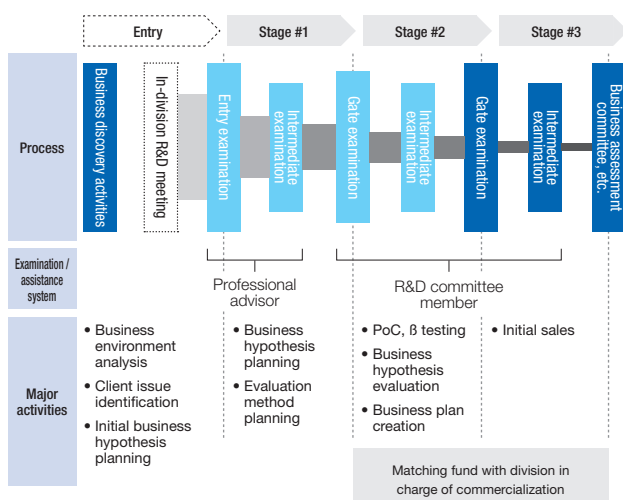 Entry
Stage #1
Stage #2
Stage #3
Process
Business discovery activities
In-division R&D meeting
Entry examination
Intermediate
examination
Gate examination
Intermediate
examination
Gate examination
Intermediate
examination
Business assessment
committee, etc.
Examination /
assistance
system
Professional
advisor
R&D committee
member
Major
activities
• Business
environment
analysis
• Client issue
identification
• Initial business
hypothesis
planning
• Business
hypothesis
planning
• Evaluation
method
planning
• PoC, ß testing
• Business
hypothesis
evaluation
• Business plan
creation
• Initial sales
Matching fund with division in
charge of commercialization